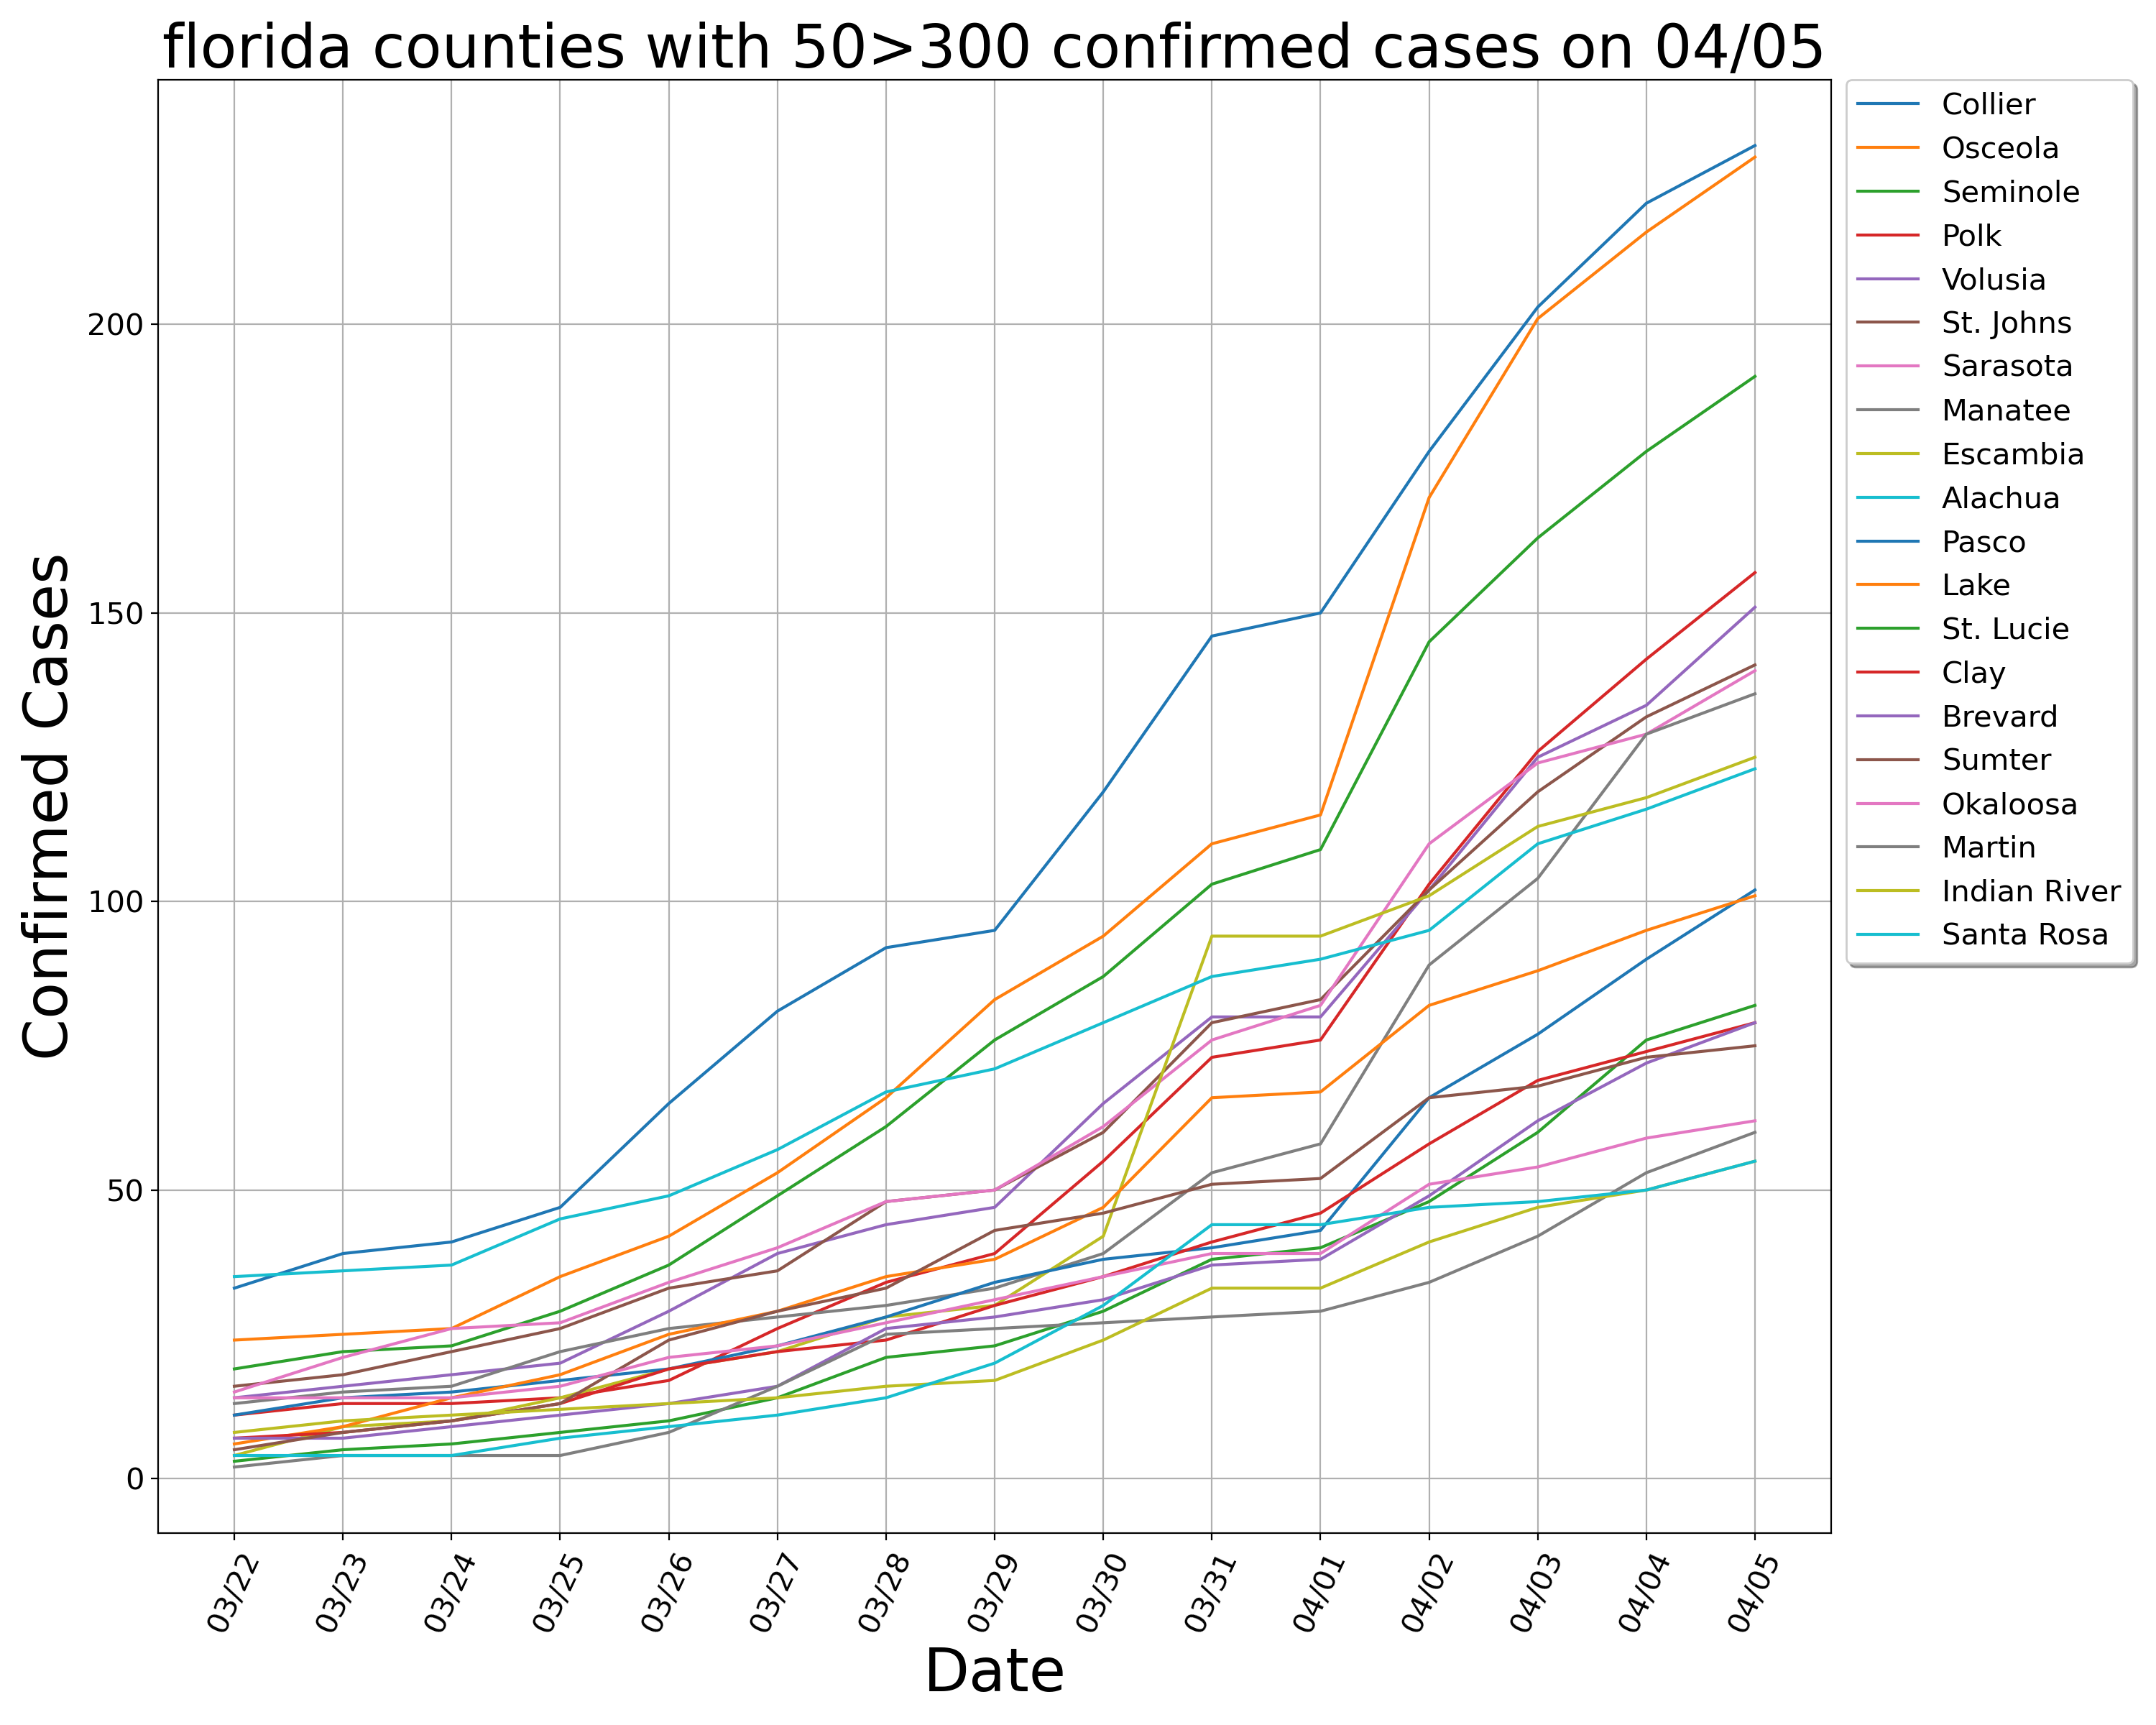 florida counties with 50>300 confirmed cases on 04/05
Confirmed Cases
200
150
100
50
0
03/22
03/23
03/24
03/25
03/26
03/27
03/28
03/29
03/30
03/31
04/01
04/02
04/03
04/04
04/05
Date
Collier
Osceola
Seminole
Polk
Volusia
St. Johns
Sarasota
Manatee
Escambia
Alachua
Pasco
Lake
St. Lucie
Clay
Brevard
Sumter
Okaloosa
Martin
Indian River
Santa Rosa